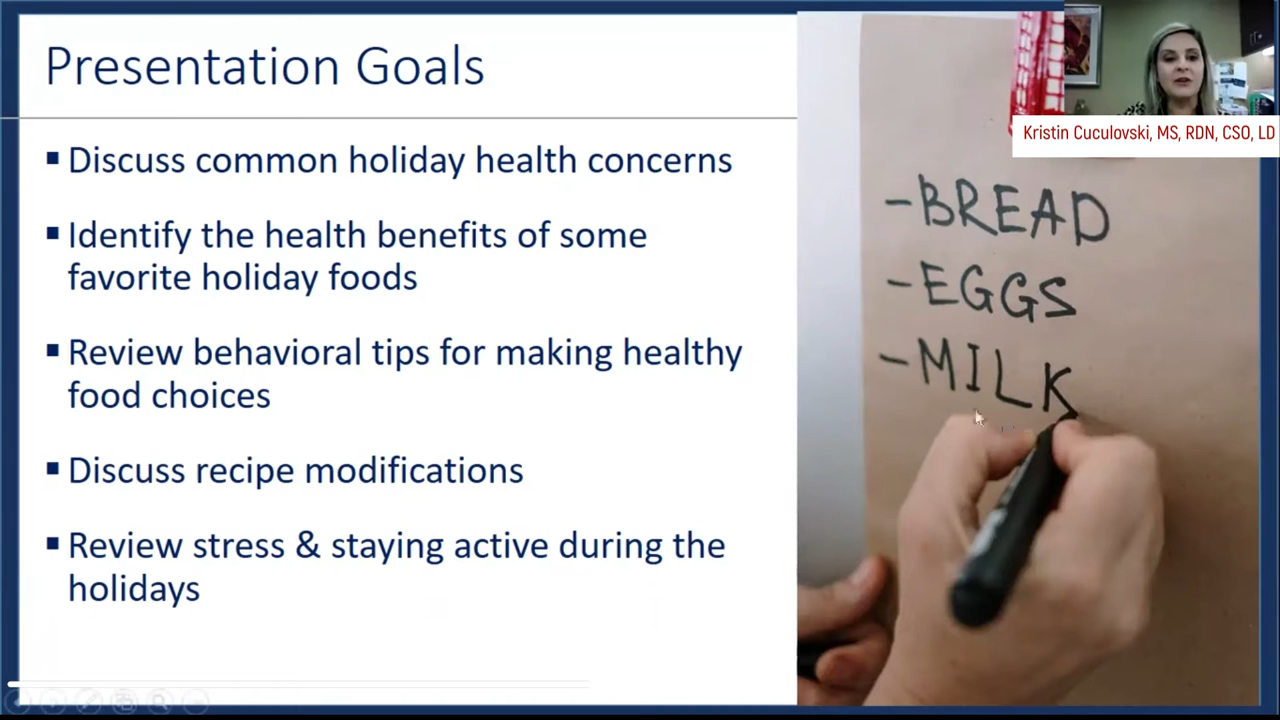 Presentation Goals
▪ Discuss common holiday health concerns
▪ Identify the health benefits of some
favorite holiday foods
▪ Review behavioral tips for making healthy
food choices
▪ Discuss recipe modifications
▪ Review stress & staying active during the
holidays
Kristin Cuculovski, MS, RDN, CSO, LD
-BREAD
-EGGS
-MILK